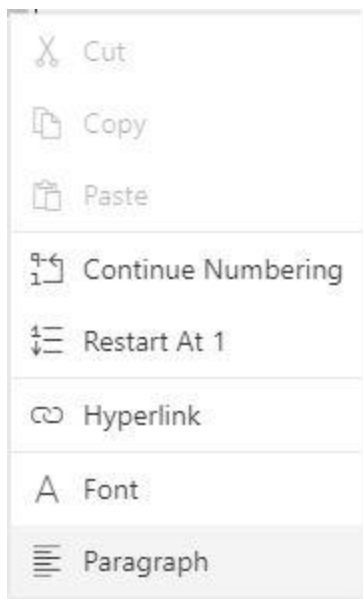 Cut
Copy
Paste
Continue Numbering
Restart At 1
Hyperlink
Font
Paragraph